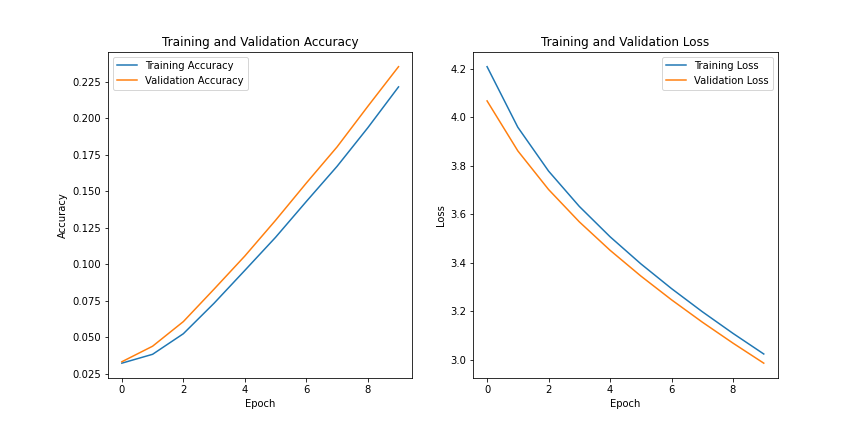 Training and Validation Accuracy
Training Accuracy
Validation Accuracy
0.225
0.200
0.175
0.150
0.125
0.100
0.075
0.050
0.025
Accuracy
0 2 4 6 8
Epoch
Training and Validation Loss
Training Loss
Validation Loss
4.2
4.0
3.8
3.6
3.4
3.2
3.0
Loss
0 2 4 6 8
Epoch